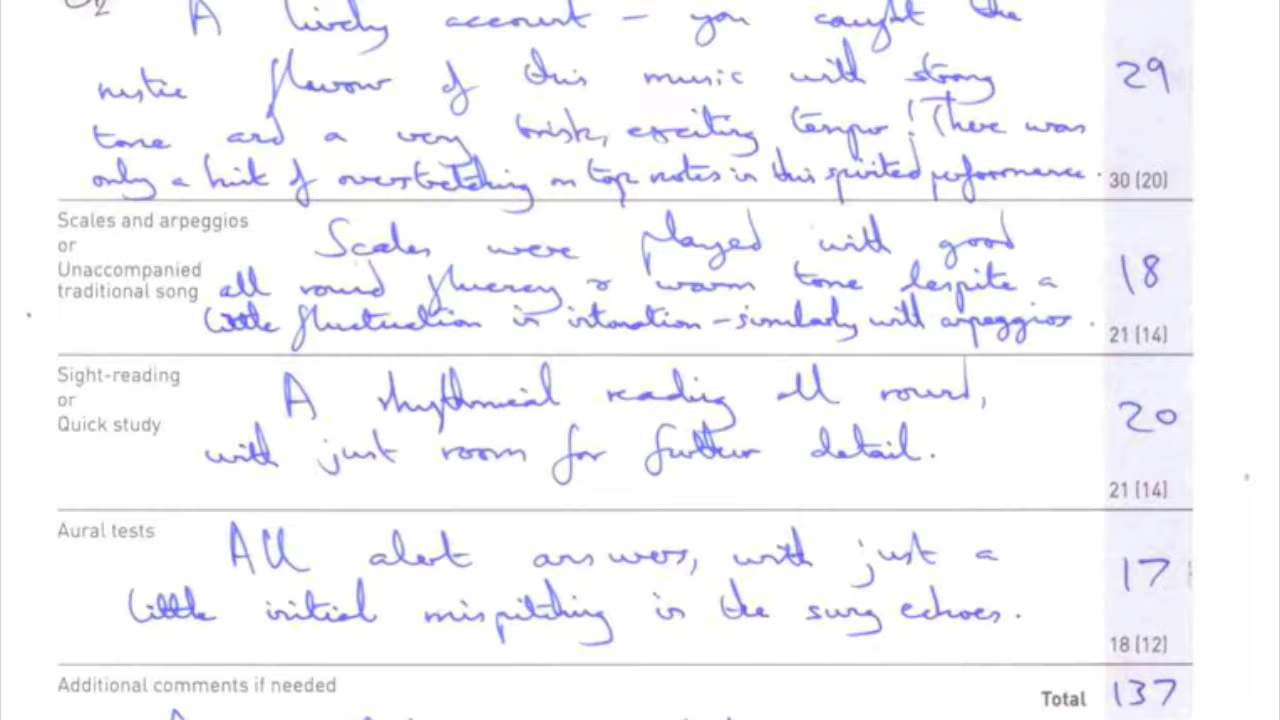 A lively account – you caught the
rustic flavour of this music with strong
29
tone and a very brisk, exciting tempo! There was
only a hint of overstretching on top notes in this spirited performance.
30 (20)
Scales and arpeggios
or
Unaccompanied
traditional song
Scales were played with good
all round fluency & warm tone despite a
little fluctuation in intonation – similarly with arpeggios.
18
21 (14)
Sight-reading
or
Quick study
A rhythmical reading all round,
with just room for further detail.
20
21 (14)
Aural tests
All alert answers, with just a
little initial mispitching in the sung echoes.
17
18 (12)
Additional comments if needed
Total 137